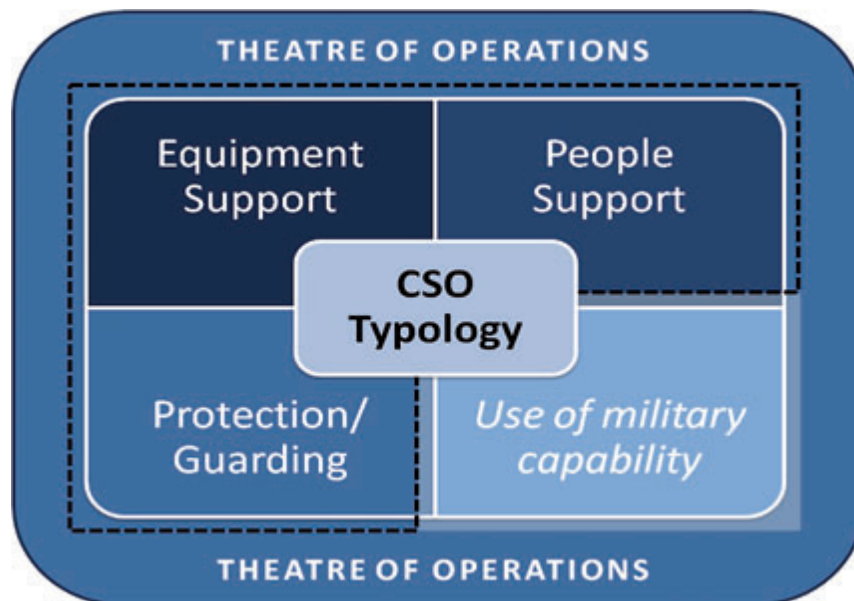 THEATRE OF OPERATIONS
Equipment
Support
People
Support
CSO
Typology
Protection/
Guarding
Use of military
capability
THEATRE OF OPERATIONS